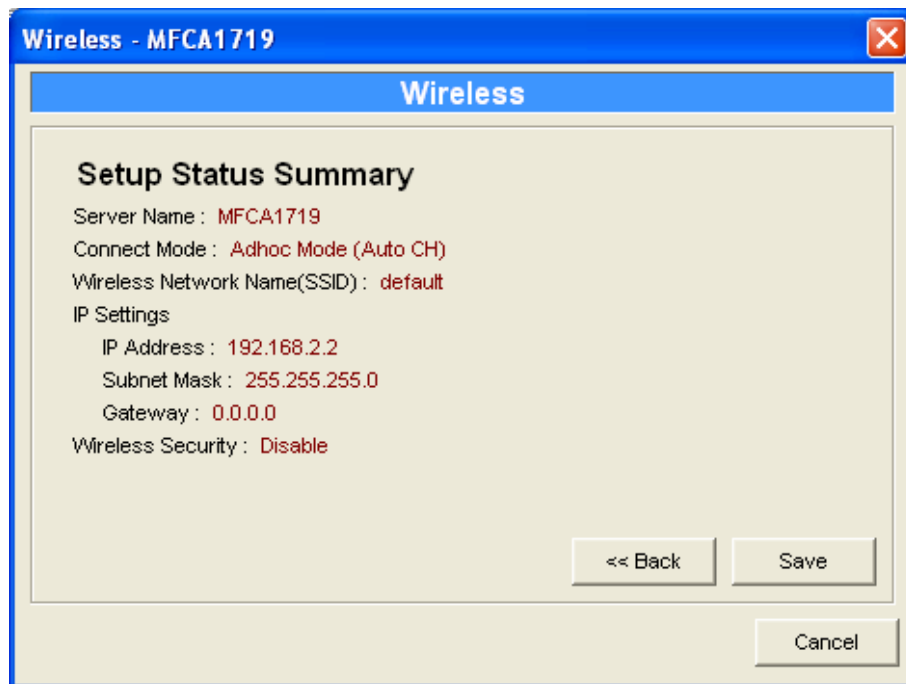 Wireless - MFCA1719
Wireless
Setup Status Summary
Server Name : MFCA1719
Connect Mode : Adhoc Mode (Auto CH)
Wireless Network Name(SSID) : default
IP Settings
IP Address : 192.168.2.2
Subnet Mask : 255.255.255.0
Gateway : 0.0.0.0
Wireless Security : Disable
<< Back Save
Cancel